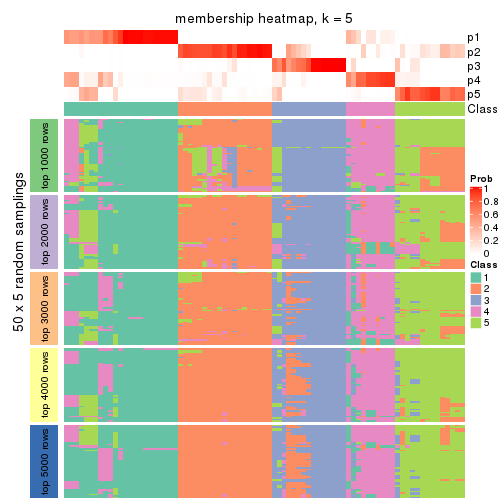 membership heatmap, k = 5
p1
p2
p3
p4
p5
Class
50 x 5 random samplings
top 1000 rows
top 2000 rows
top 3000 rows
top 4000 rows
top 5000 rows
Prob
1
0.8
0.6
0.4
0.2
0
Class
1
2
3
4
5